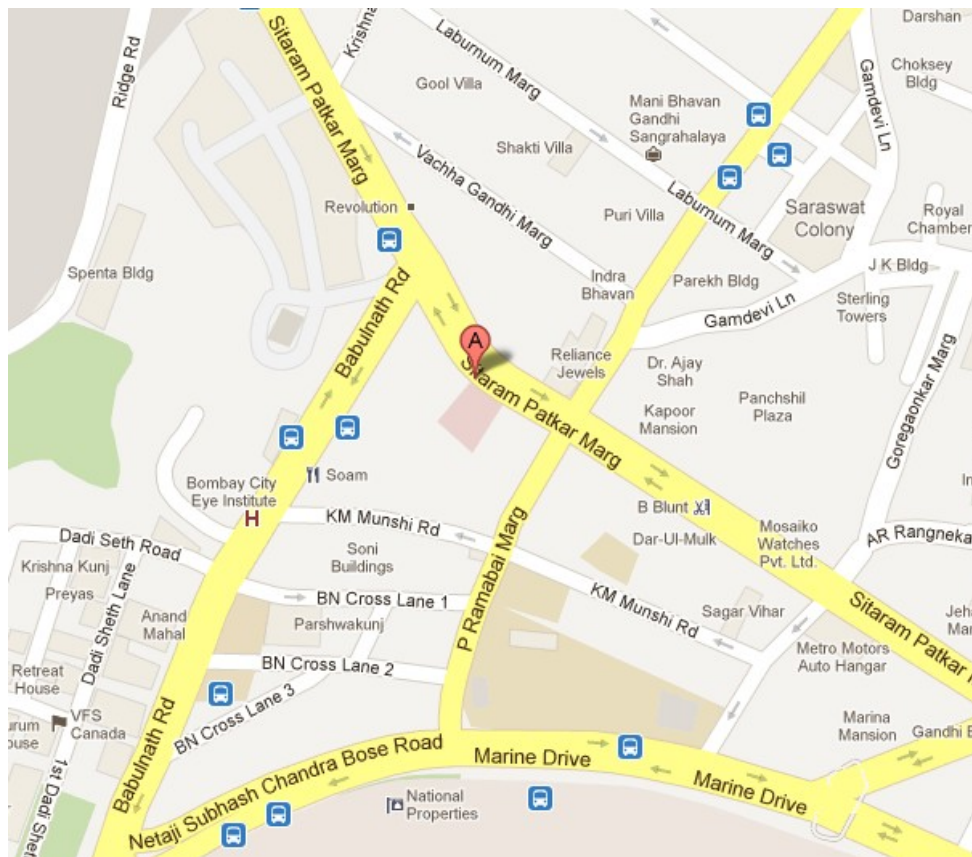 Sitaram Patkar Marg
Krishna
Laburnum Marg
Darshan
Ridge Rd
Gool Villa
Choksey
Bldg
Gamdevi Ln
Mani Bhavan
Gandhi
Sangrahalaya
Shakti Villa
Vachha Gandhi Marg
Laburnum Marg
Revolution
Puri Villa
Saraswat
Colony
Royal
Chamber
Spenta Bldg
Indra
Bhavan
Parekh Bldg
J K Bldg
Babulnath Rd
Gamdevi Ln
Sterling
Towers
A
Reliance
Jewels
Dr. Ajay
Shah
Sitaram Patkar Marg
Kapoor
Mansion
Panchshil
Plaza
Goregaonkar Marg
Soam
Bombay City
Eye Institute
H
KM Munshi Rd
B Blunt
Dar-Ul-Mulk
Mosaiko
Watches
Pvt. Ltd.
AR Rangneka
Dadi Seth Road
Soni
Buildings
P Ramabai Marg
Krishna Kunj
Preyas
Dadi Sheth Lane
BN Cross Lane 1
KM Munshi Rd
Sitaram Patkar M
Anand
Mahal
Parshwakunj
Sagar Vihar
Metro Motors
Auto Hangar
Retreat
House
BN Cross Lane 2
BN Cross Lane 3
VFS
Canada
Marina
Mansion
Babulnath Rd
Netaji Subhash Chandra Bose Road
Marine Drive
Gandhi
Marine Drive
1st Dadi Shet
National
Properties